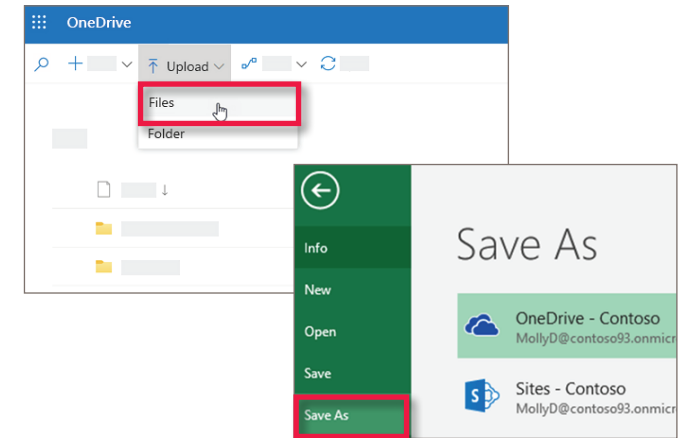 OneDrive
Upload
Files
Folder
Info
New
Open
Save
Save As
Save As
OneDrive - Contoso
MollyD@contoso93.onmicr
Sites - Contoso
MollyD@contoso93.onmicr